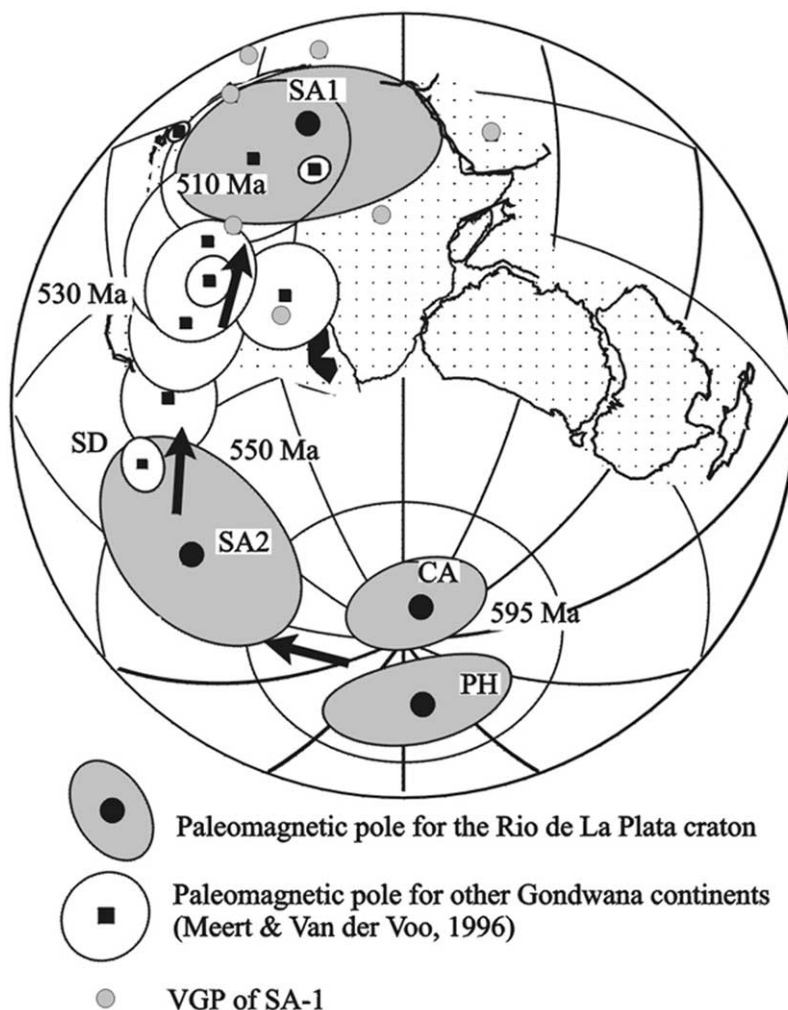 SA1
510 Ma
530 Ma
SD
550 Ma
SA2
CA
595 Ma
PH
Paleomagnetic pole for the Rio de La Plata craton
Paleomagnetic pole for other Gondwana continents
(Meert & Van der Voo, 1996)
VGP of SA-1